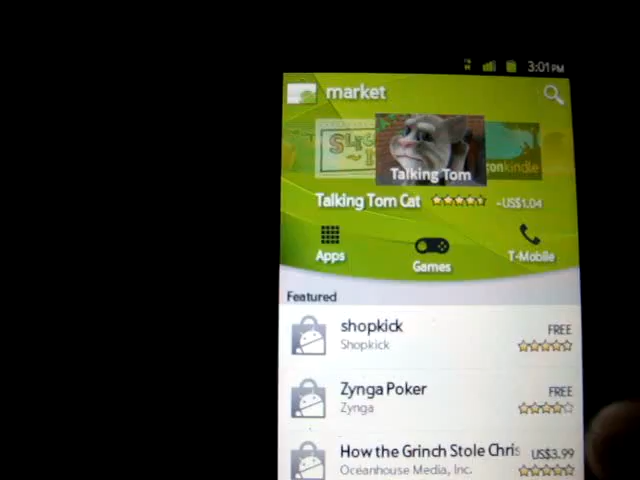 3:01PM
market
Talking Tom
kindle
Talking Tom Cat
~US$1.04
Apps
Games
T-Mobile
Featured
shopkick
FREE
Shopkick
Zynga Poker
FREE
Zynga
How the Grinch Stole Chris
US$3.99
Oceanhouse Media, Inc.